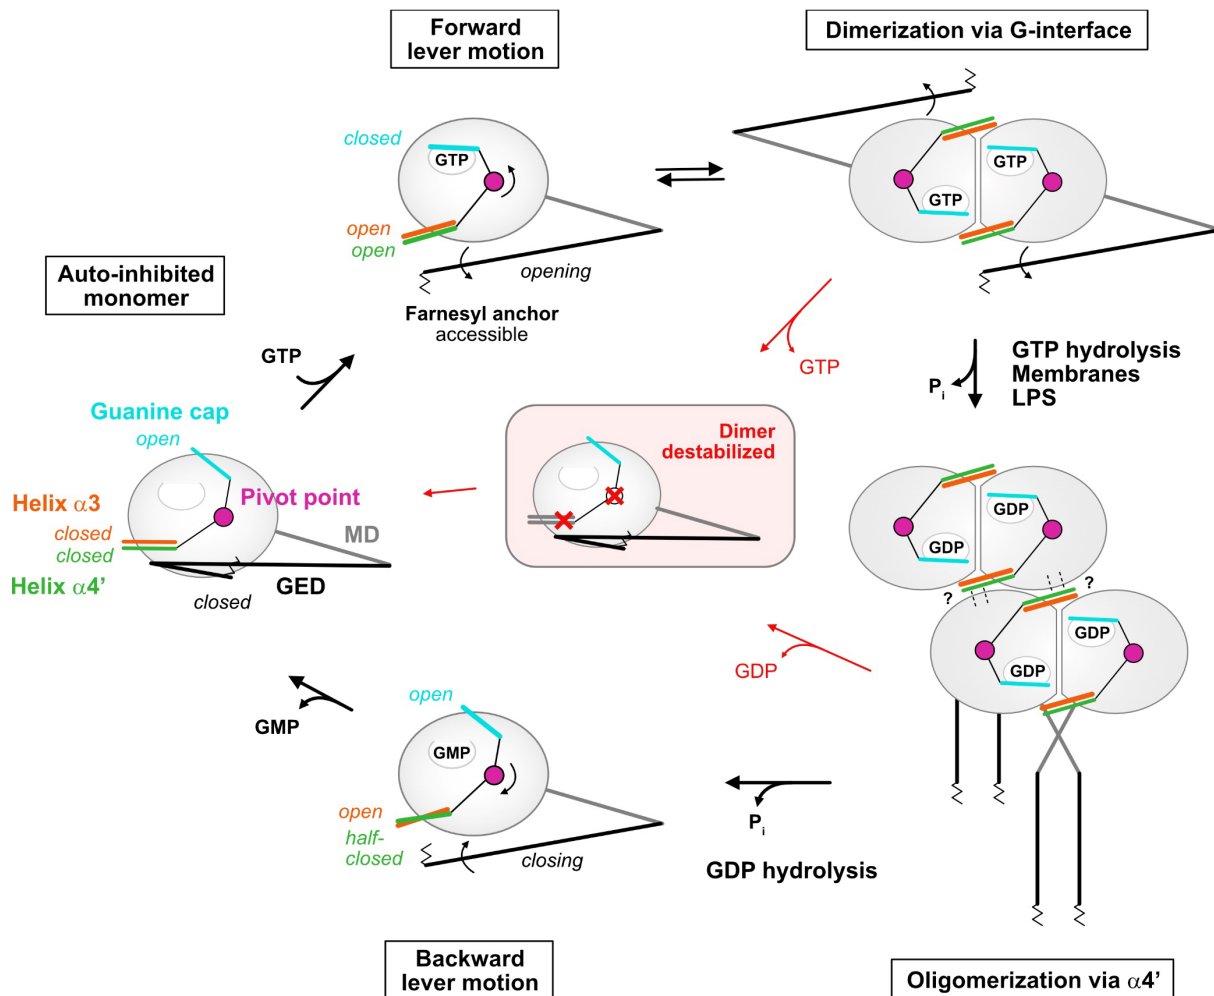 Forward
lever motion
Dimerization via G-interface
closed
GTP
open
open
opening
Farnesyl anchor
accessible
GTP
GTP
Auto-inhibited
monomer
GTP
GTP
GTP hydrolysis
Membranes
LPS
Pi
Guanine cap
open
Pivot point
Helix α3
closed
closed
Helix α4’
MD
GED
closed
Dimer
destabilized
GDP
GDP
?
?
GDP
GDP
GDP
GMP
open
GMP
open
half-
closed
closing
Pi
GDP hydrolysis
Backward
lever motion
Oligomerization via α4’